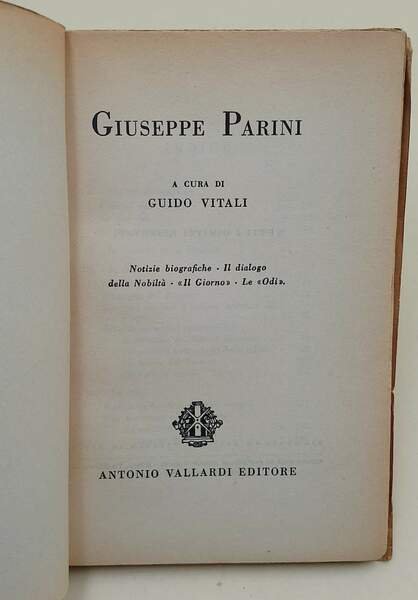 GIUSEPPE PARINI
A CURA DI
GUIDO VITALI
Notizie biografiche - Il dialogo
della Nobiltà - «Il Giorno» - Le «Odi».
ANTONIO VALLARDI EDITORE